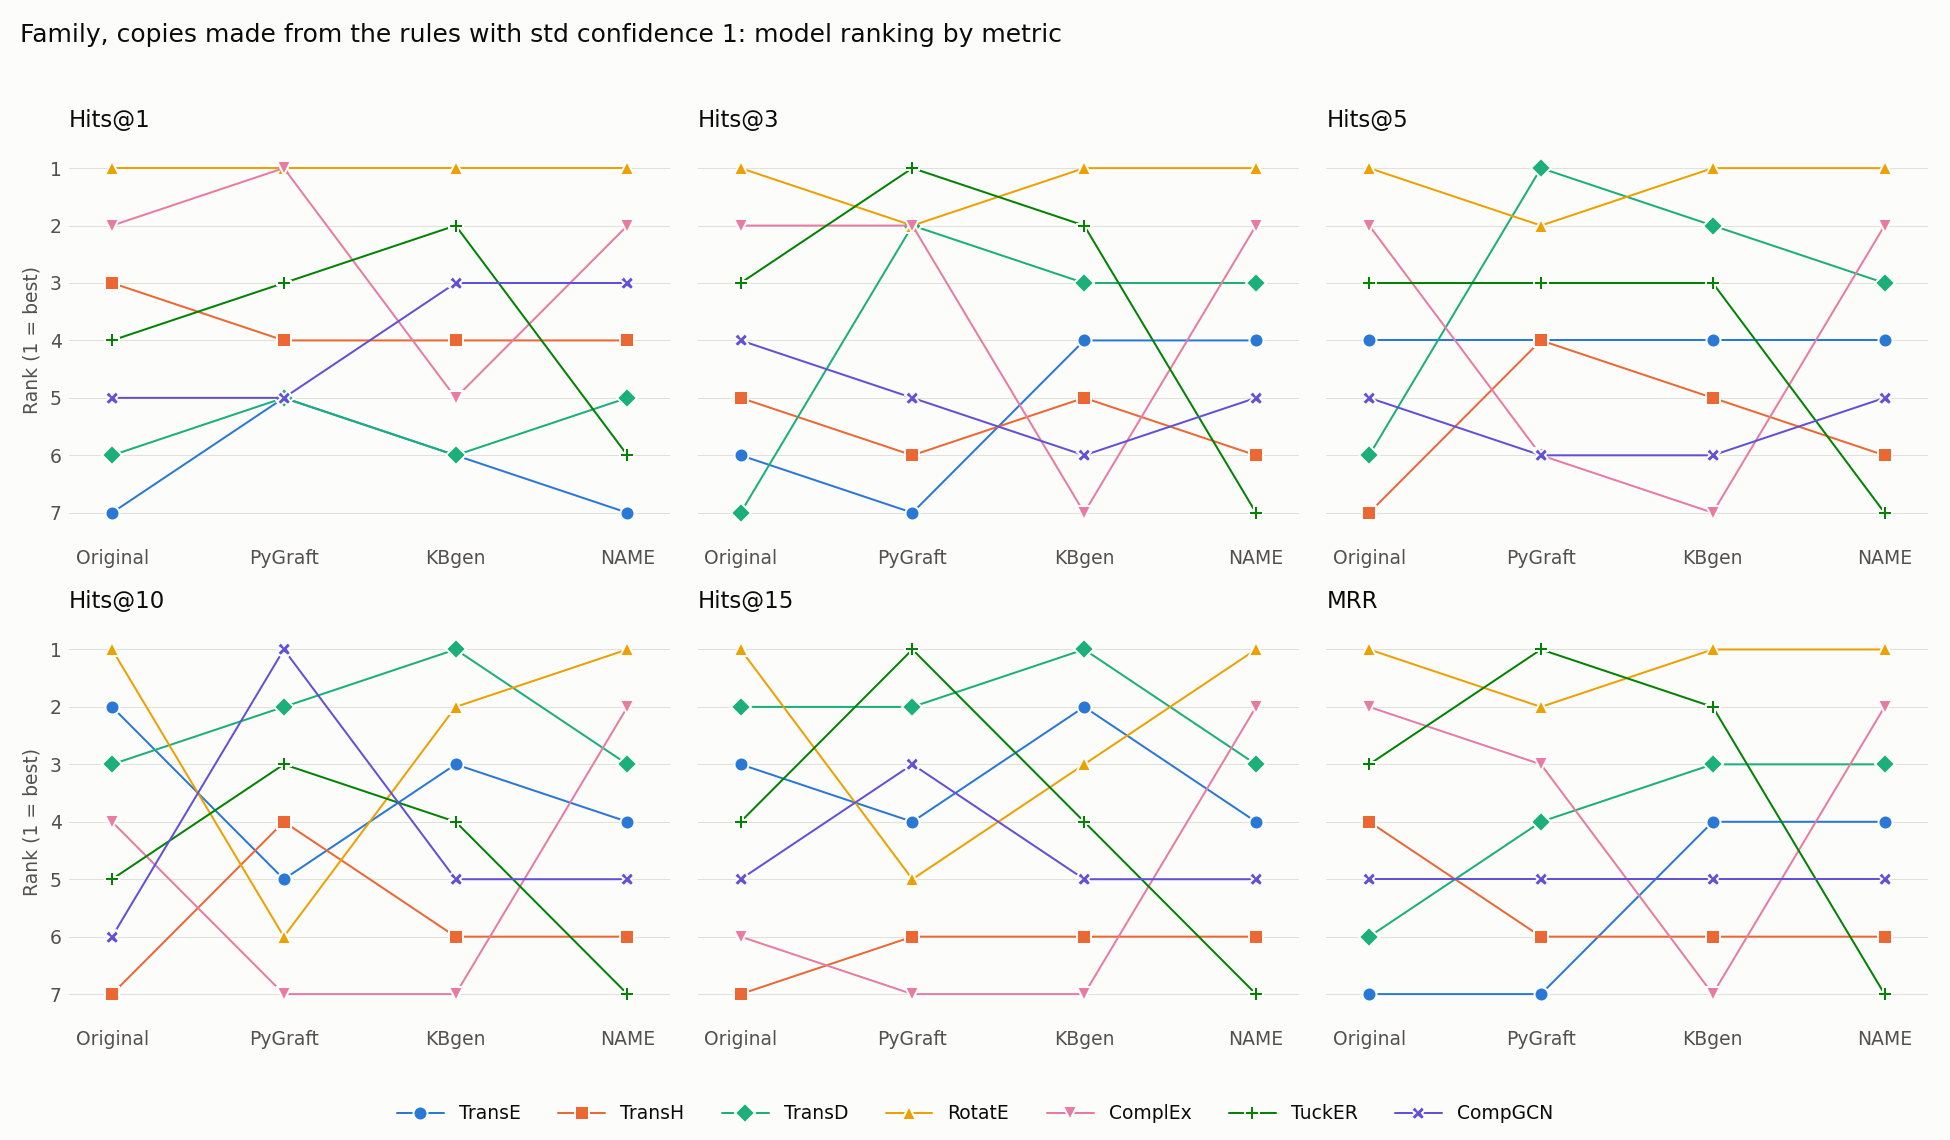 Family, copies made from the rules with std confidence 1: model ranking by metric
Hits@1
Hits@3
Hits@5
Rank (1 = best)
1
2
3
4
5
6
7
Original PyGraft KBgen NAME
Original PyGraft KBgen NAME
Original PyGraft KBgen NAME
Hits@10
Hits@15
MRR
Rank (1 = best)
1
2
3
4
5
6
7
Original PyGraft KBgen NAME
Original PyGraft KBgen NAME
Original PyGraft KBgen NAME
TransE TransH TransD RotatE ComplEx TuckER CompGCN